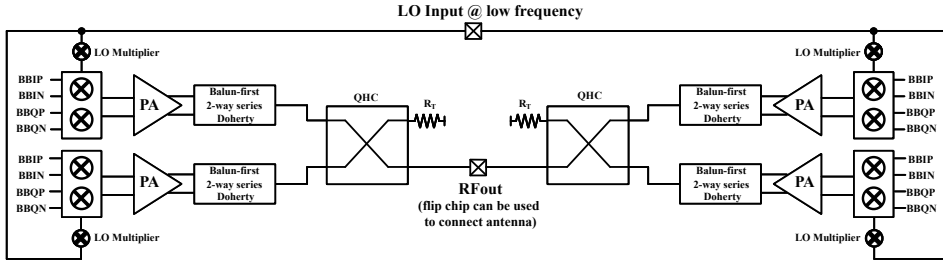 LO Input @ low frequency
LO Multiplier
LO Multiplier
BBIP
BBIN
BBQP
BBQN
PA
Balun-first
2-way series
Doherty
QHC
RT
RT
QHC
Balun-first
2-way series
Doherty
PA
BBIP
BBIN
BBQP
BBQN
BBIP
BBIN
BBQP
BBQN
PA
Balun-first
2-way series
Doherty
RFout
(flip chip can be used
to connect antenna)
Balun-first
2-way series
Doherty
PA
BBIP
BBIN
BBQP
BBQN
LO Multiplier
LO Multiplier